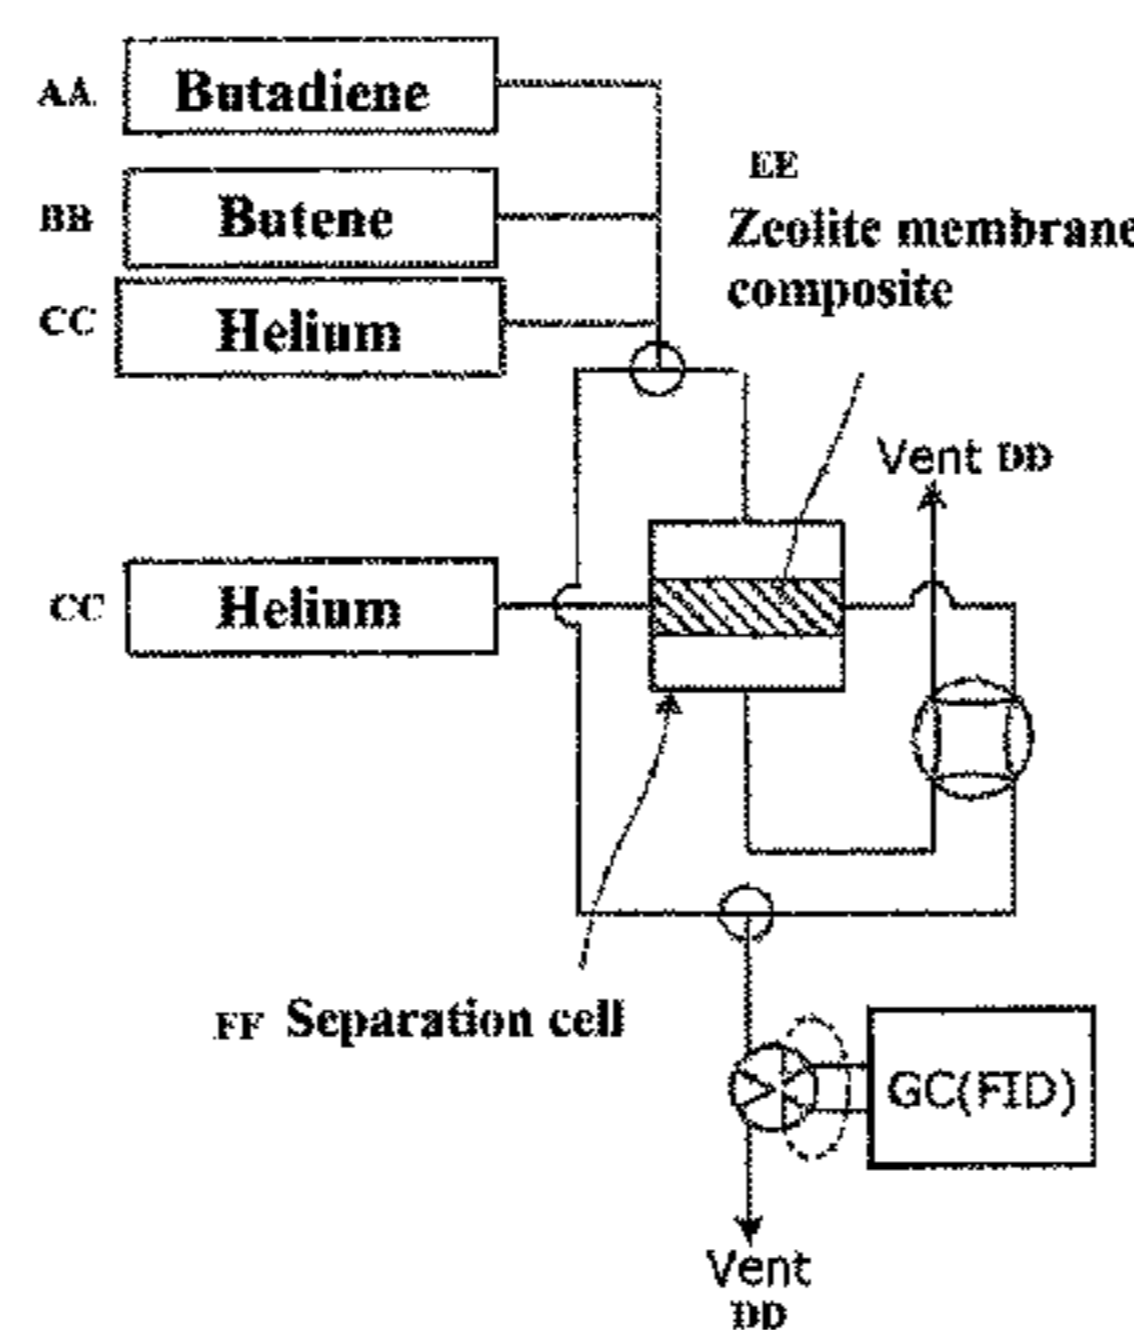 AA Butadiene
BB Butene
CC Helium
EE
Zeolite membrane
composite
Vent DD
CC Helium
FF Separation cell
GC(FID)
Vent
DD